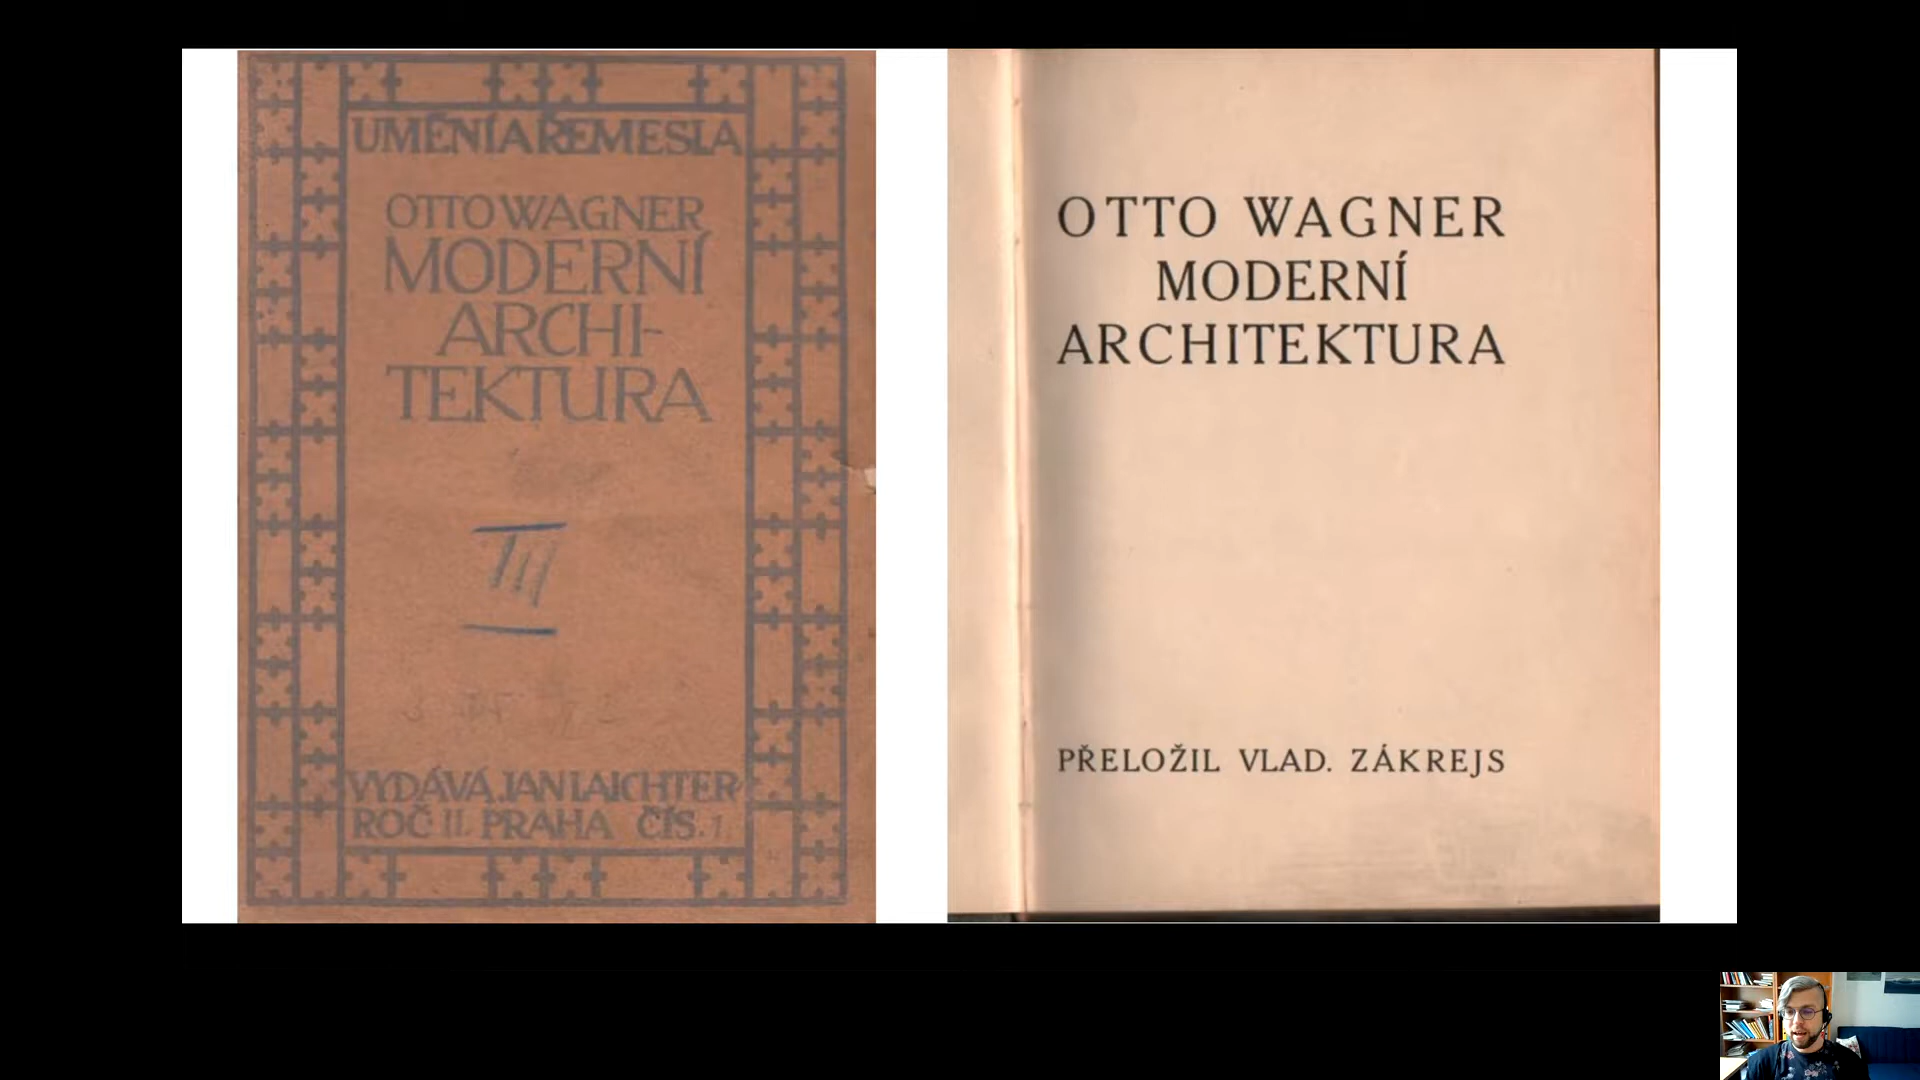 UMĚNÍ A ŘEMESLA
OTTO WAGNER
MODERNÍ
ARCHI-
TEKTURA
III
VYDÁVÁ JAN LAICHTER
ROČ II. PRAHA ČÍS. 1.
OTTO WAGNER
MODERNÍ
ARCHITEKTURA
PŘELOŽIL VLAD. ZÁKREJS